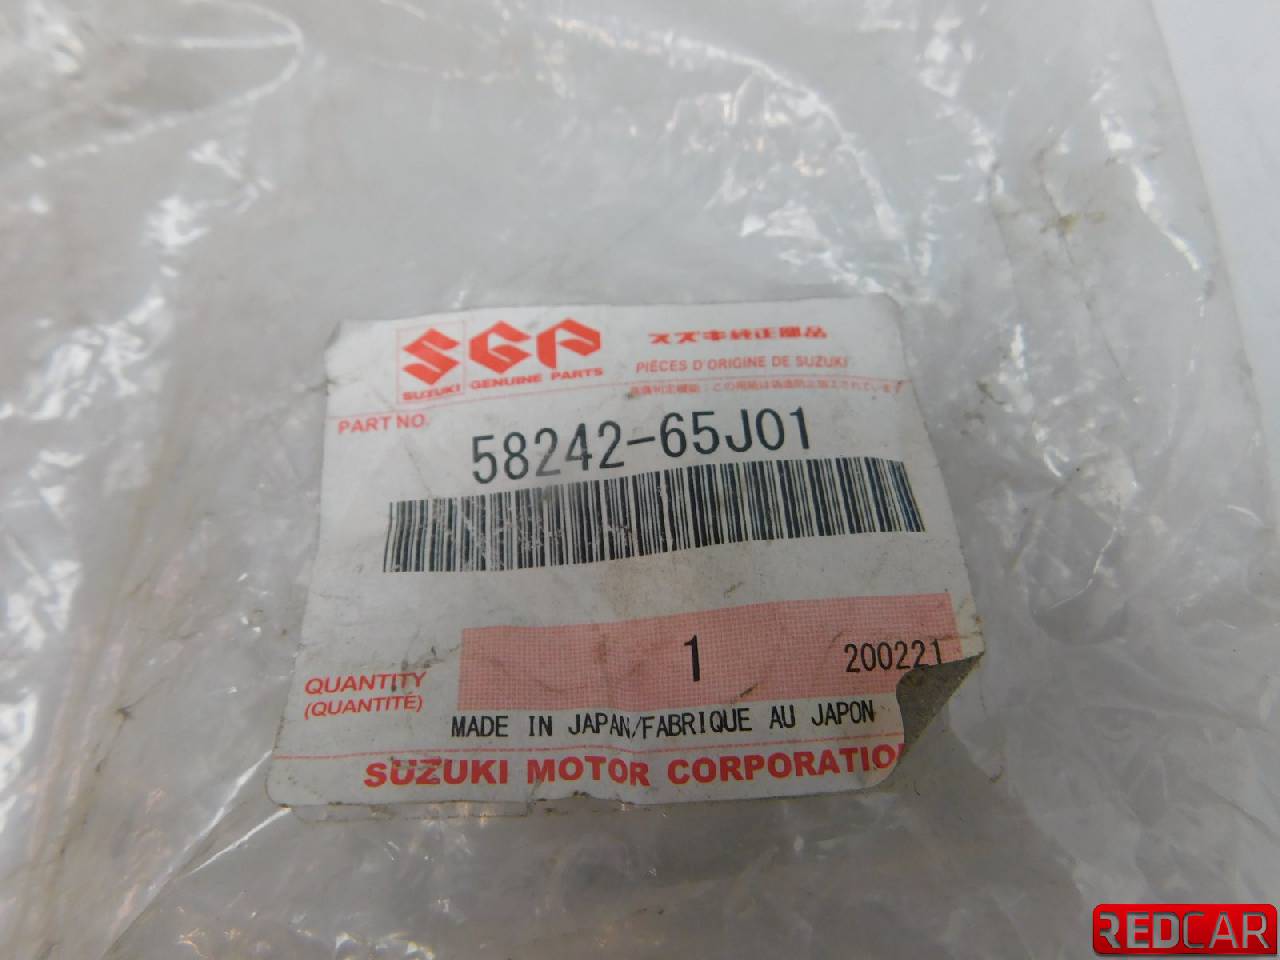 SGP
SUZUKI GENUINE PARTS
スズキ純正部品
PIÈCES D'ORIGINE DE SUZUKI
PART NO.
58242-65J01
1
200221
QUANTITY
(QUANTITÉ)
MADE IN JAPAN/FABRIQUE AU JAPON
SUZUKI MOTOR CORPORATIO
REDCAR